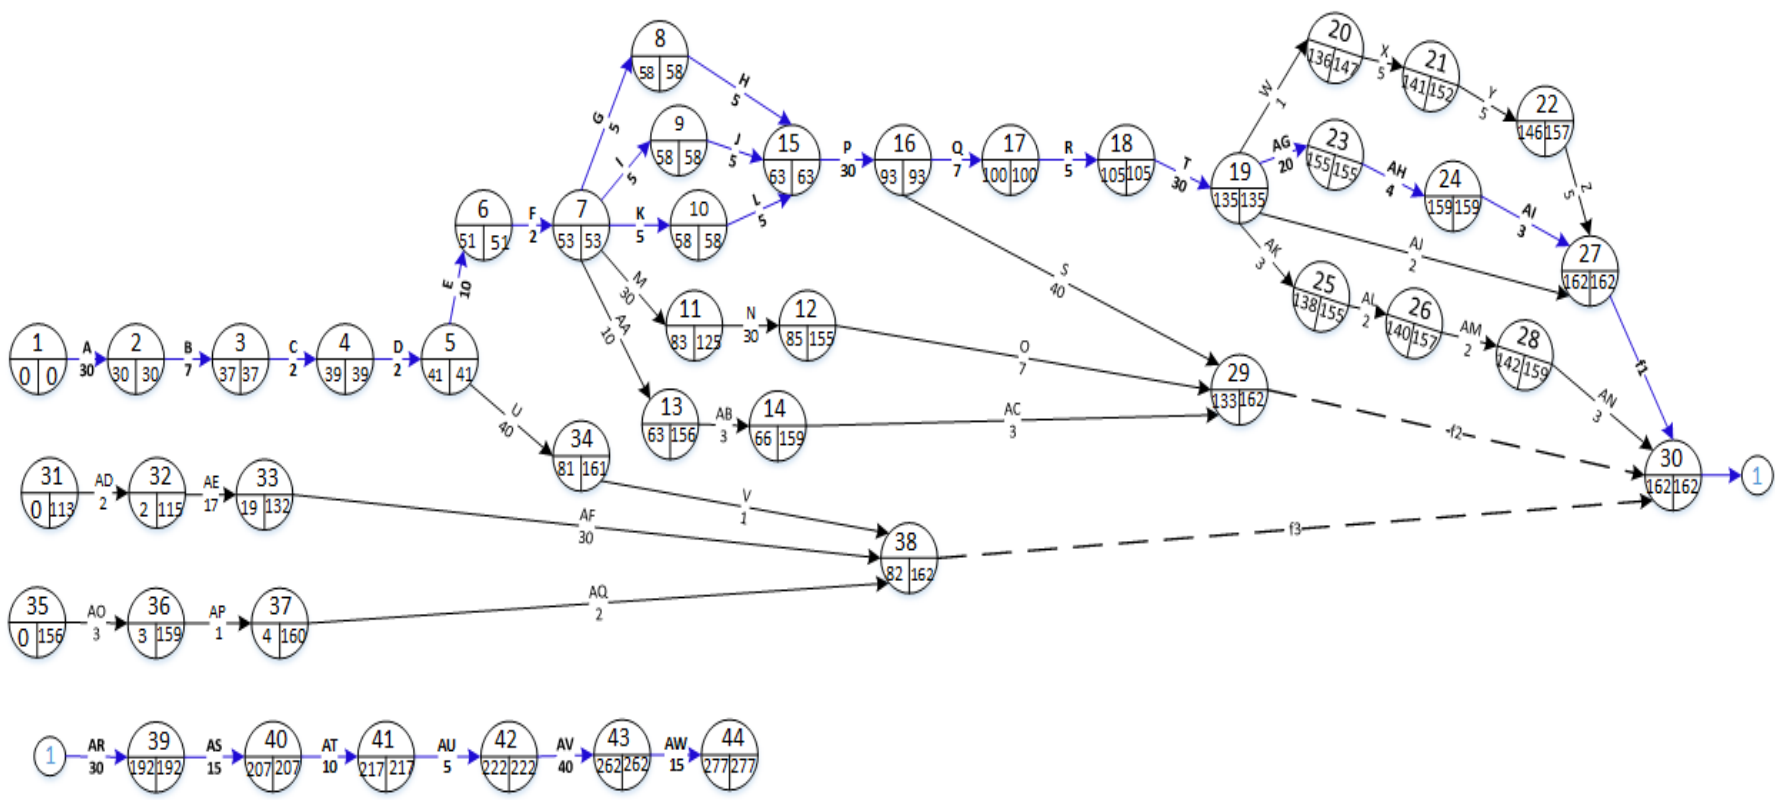 20
136 147
X
5
21
141 152
Y
5
22
146 157
Z
5
8
58 58
H
5
G
5
W
1
9
58 58
I
5
J
5
15
63 63
P
30
16
93 93
Q
7
17
100 100
R
5
18
105 105
T
30
19
135 135
AG
20
23
155 155
AH
4
24
159 159
AI
3
6
51 51
F
2
7
53 53
K
5
10
58 58
L
5
E
10
S
40
AJ
2
27
162 162
AK
3
25
138 155
AL
2
26
140 157
AM
2
28
142 159
AN
3
f1
M
30
AA
10
11
83 125
N
30
12
85 155
O
7
1
0 0
A
30
2
30 30
B
7
3
37 37
C
2
4
39 39
D
2
5
41 41
29
133 162
U
40
13
63 156
AB
3
14
66 159
AC
3
f2
34
81 161
V
1
30
162 162
1
31
0 113
AD
2
32
2 115
AE
17
33
19 132
AF
30
38
82 162
f3
35
0 156
AO
3
36
3 159
AP
1
37
4 160
AQ
2
1
AR
30
39
192 192
AS
15
40
207 207
AT
10
41
217 217
AU
5
42
222 222
AV
40
43
262 262
AW
15
44
277 277